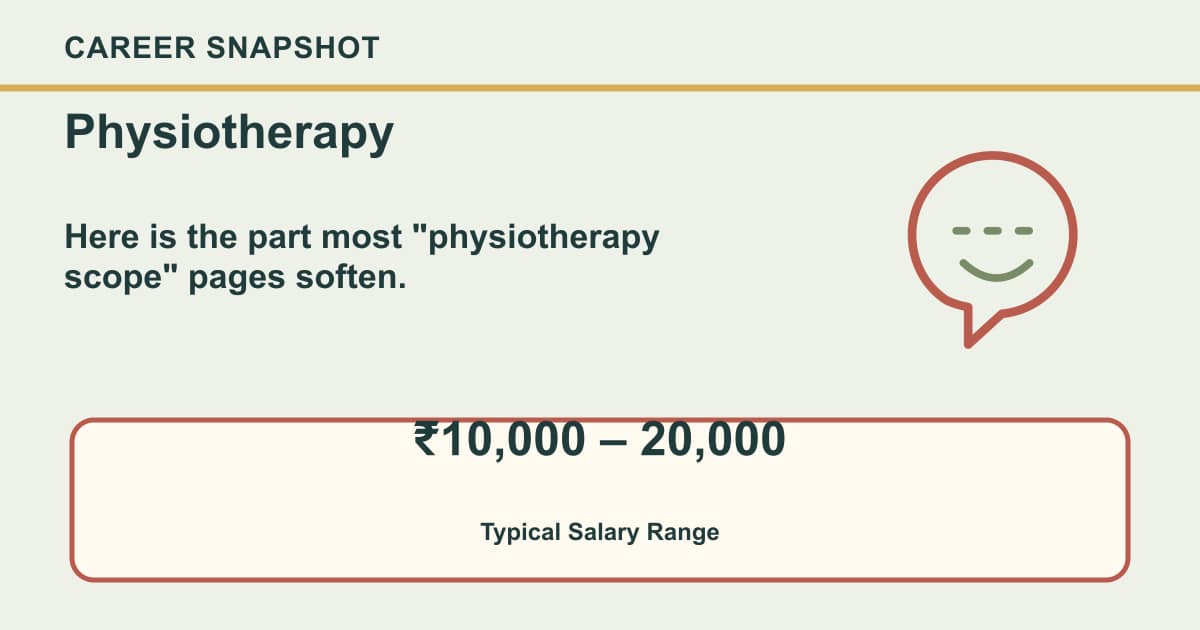 CAREER SNAPSHOT
Physiotherapy
Here is the part most "physiotherapy
scope" pages soften.
₹10,000 – 20,000
Typical Salary Range